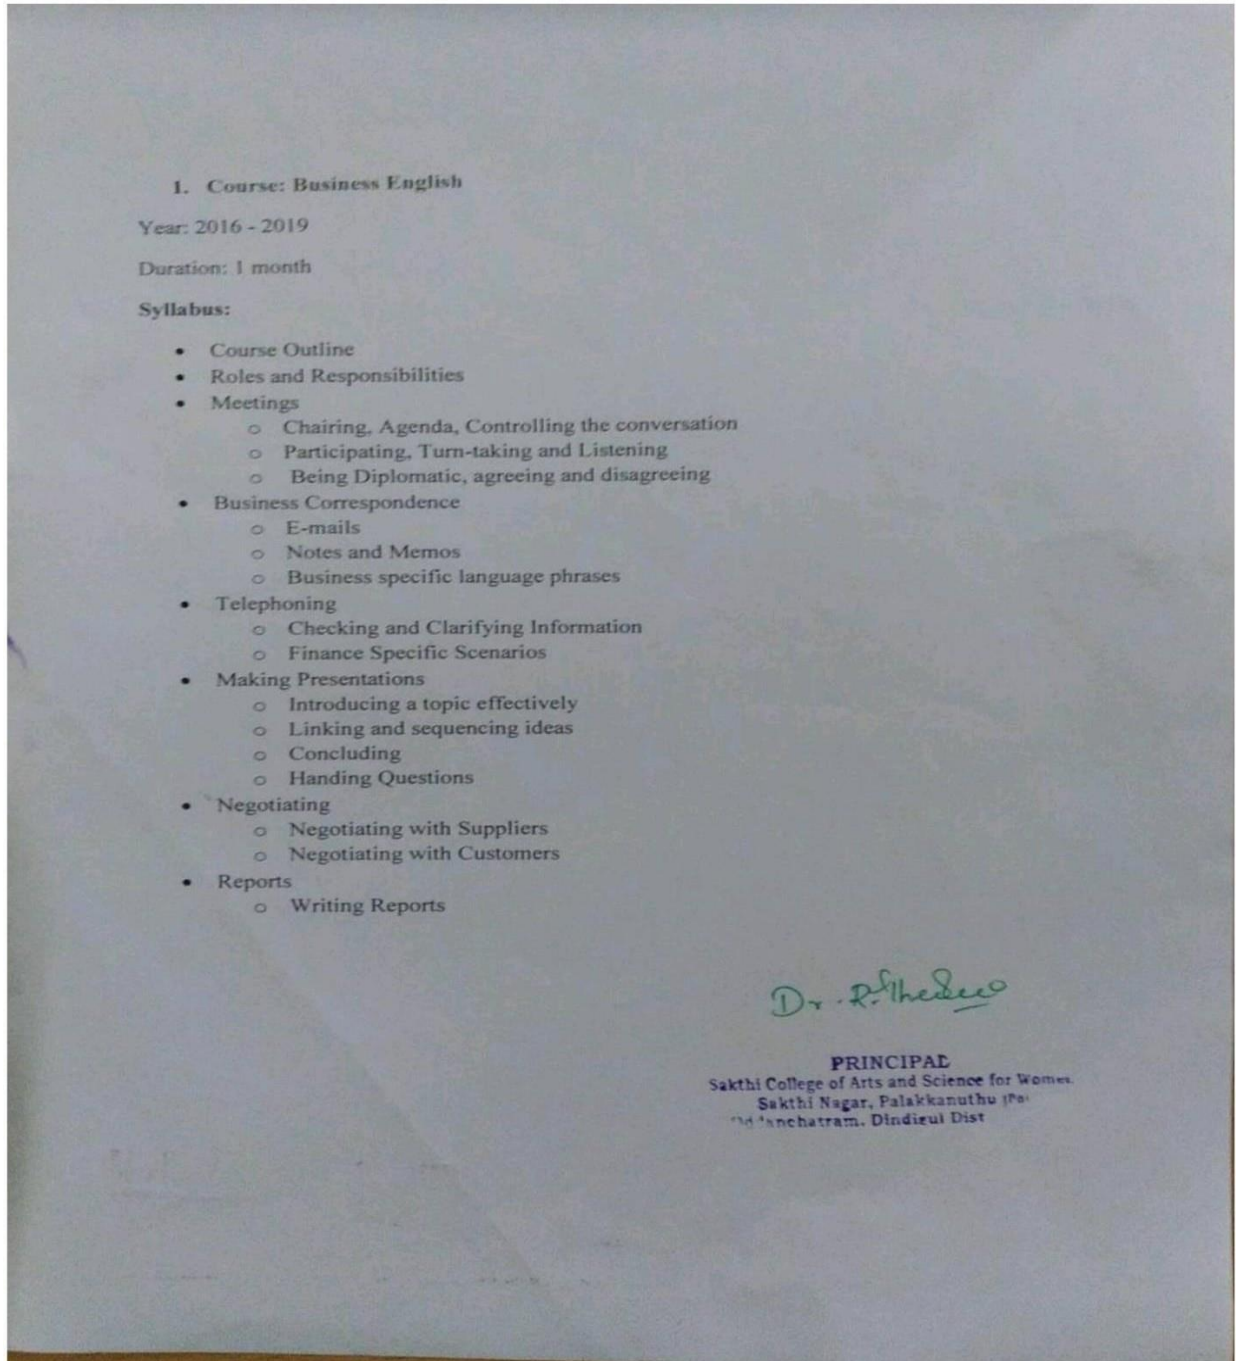 1. Course: Business English
Year: 2016 - 2019
Duration: 1 month
Syllabus:
• Course Outline
• Roles and Responsibilities
• Meetings
o Chairing, Agenda, Controlling the conversation
o Participating, Turn-taking and Listening
o Being Diplomatic, agreeing and disagreeing
• Business Correspondence
o E-mails
o Notes and Memos
o Business specific language phrases
• Telephoning
o Checking and Clarifying Information
o Finance Specific Scenarios
• Making Presentations
o Introducing a topic effectively
o Linking and sequencing ideas
o Concluding
o Handing Questions
• Negotiating
o Negotiating with Suppliers
o Negotiating with Customers
• Reports
o Writing Reports
Dr. R.
PRINCIPAL
Sakthi College of Arts and Science for Women
Sakthi Nagar, Palakkanuthu
Dindigul Dist